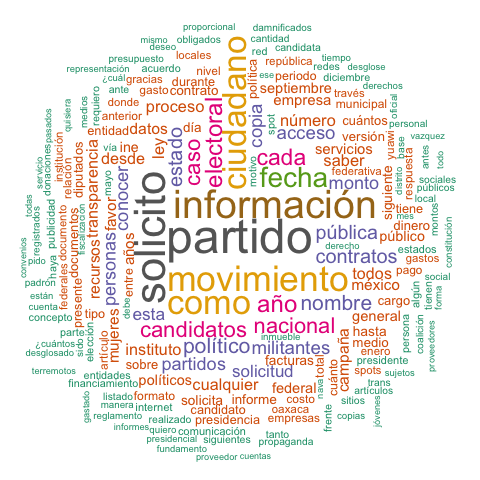 mismo proporcional
deseo obligados damnificados
presupuesto locales red cantidad candidata
representación acuerdo nivel república tiempo
¿cuál gracias durante política ese redes desglose
ante gasto contrato periodo diciembre derechos
requiero donde proceso septiembre través
medios anterior empresa municipal oficial
quisiera entidad datos día copia spot número cuántos personal
vía ley estado acceso versión yuawi base vazquez
pasados institución desde caso electoral ciudadano cada servicios federativa respuesta antes todo
donaciones ine transparencia mayo conocer motivo saber siguiente distrito públicos
servicio relación diputados favor fecha monto tiene local
todas documento fiscalización solicito información dinero mes montos
registrados publicidad documentos recursos personas partido pública público constitución
haya federales entre años derecho contratos estados gastos
convenios padrón presente movimiento todos pago
pido están tipo debe esta como año nombre méxico cargo algún social
cuenta parte mujeres candidatos inmueble general tienen forma
concepto elección nacional hasta persona coalición proveedores
¿cuántos artículo sido instituto político militantes medio campaña
desglosado sobre partidos facturas enero presidente
terremotos entidades políticos solicitud total cuánto spots sujetos
financiamiento cualquier federal nava trans
gastado listado formato solicita informe costo artículos
manera candidato oaxaca sitios
reglamento internet presidencia empresas frente copias jóvenes
informes quiero realizado comunicación tanto
presidencial siguientes propaganda
fundamento
proveedor cuentas